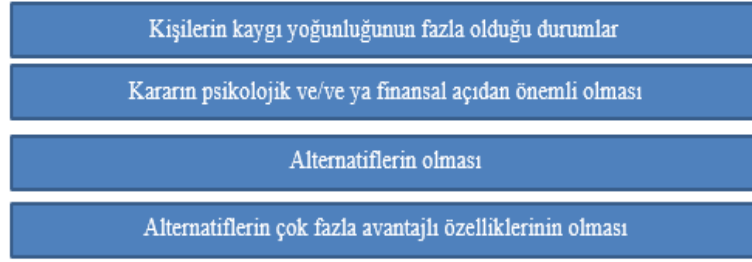 Kişilerin kaygı yoğunluğunun fazla olduğu durumlar
Kararın psikolojik ve/ve ya finansal açıdan önemli olması
Alternatiflerin olması
Alternatiflerin çok fazla avantajlı özelliklerinin olması